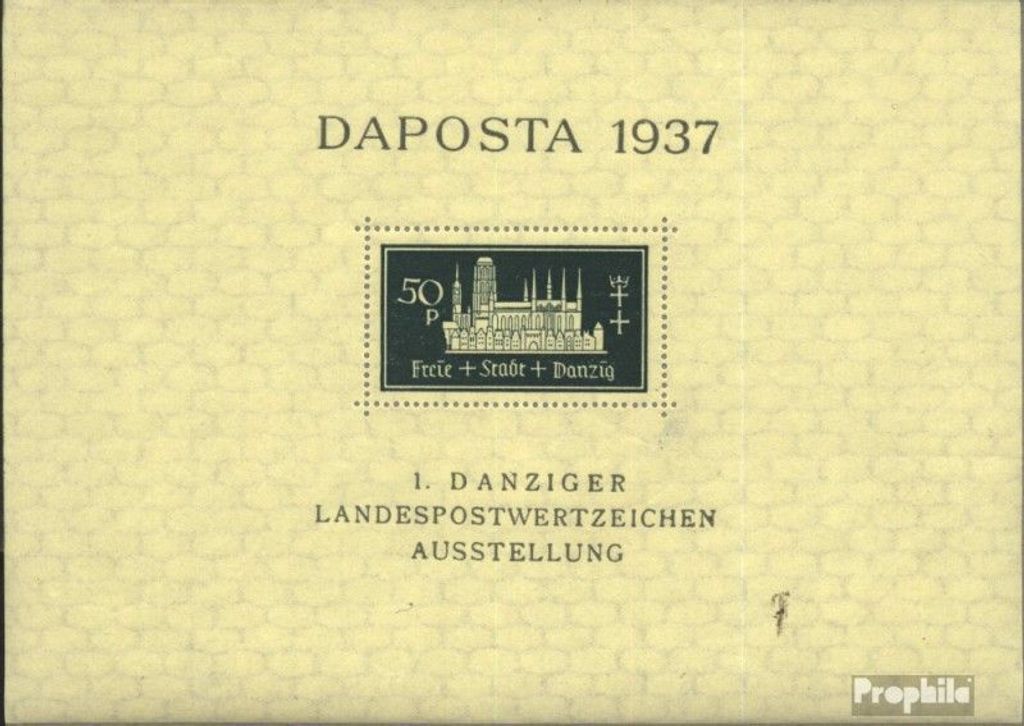 DAPOSTA 1937
50
P
Freie + Stadt + Danzig
1. DANZIGER
LANDESPOSTWERTZEICHEN
AUSSTELLUNG
Prophila